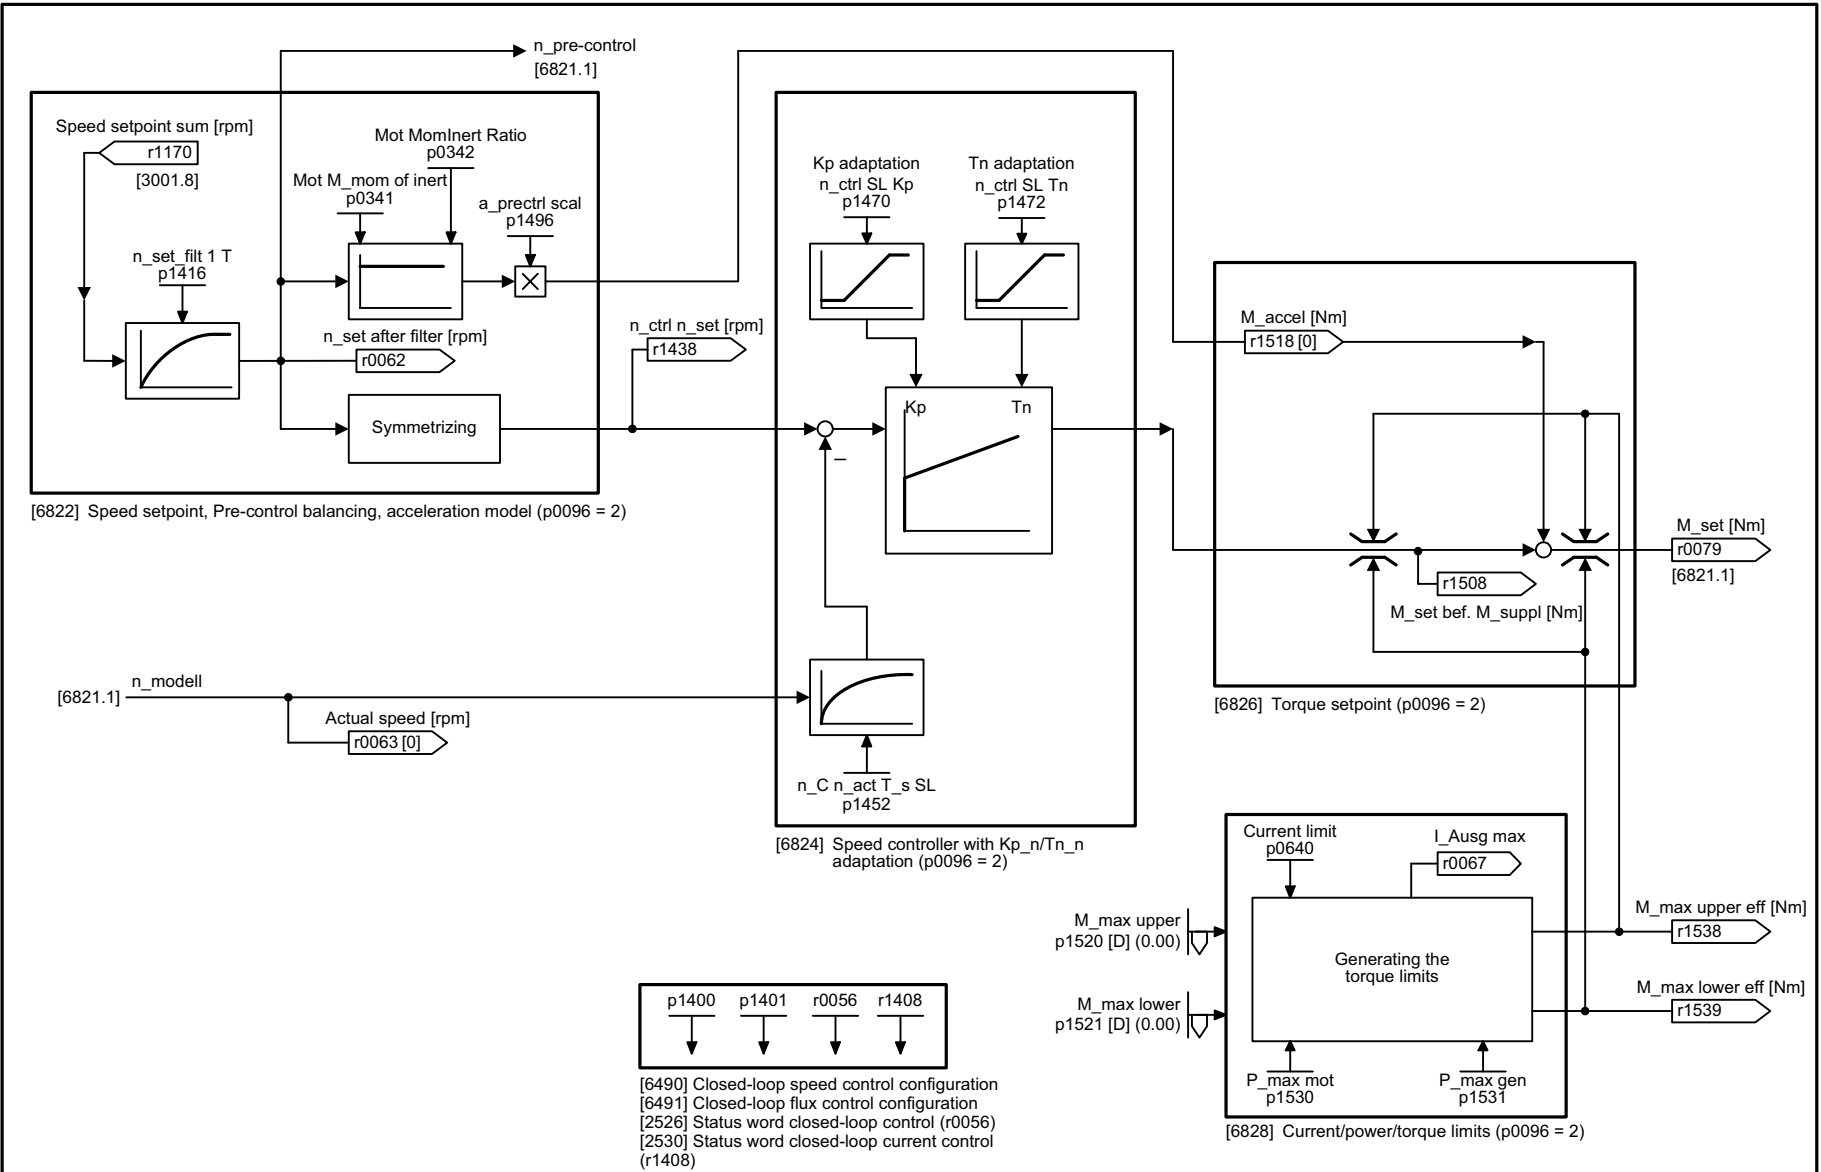 n_pre-control
[6821.1]
Speed setpoint sum [rpm]
r1170
[3001.8]
Mot MomInert Ratio
p0342
Mot M_mom of inert
p0341
a_prectrl scal
p1496
n_set_filt 1 T
p1416
n_set after filter [rpm]
r0062
Symmetrizing
[6822] Speed setpoint, Pre-control balancing, acceleration model (p0096 = 2)
n_ctrl n_set [rpm]
r1438
Kp adaptation
n_ctrl SL Kp
p1470
Tn adaptation
n_ctrl SL Tn
p1472
Kp
Tn
–
[6821.1]
n_modell
Actual speed [rpm]
r0063 [0]
n_C n_act T_s SL
p1452
[6824] Speed controller with Kp_n/Tn_n
adaptation (p0096 = 2)
M_accel [Nm]
r1518 [0]
r1508
M_set bef. M_suppl [Nm]
M_set [Nm]
r0079
[6821.1]
[6826] Torque setpoint (p0096 = 2)
Current limit
p0640
I_Ausg max
r0067
M_max upper
p1520 [D] (0.00)
M_max lower
p1521 [D] (0.00)
Generating the
torque limits
M_max upper eff [Nm]
r1538
M_max lower eff [Nm]
r1539
P_max mot
p1530
P_max gen
p1531
[6828] Current/power/torque limits (p0096 = 2)
p1400 p1401 r0056 r1408
[6490] Closed-loop speed control configuration
[6491] Closed-loop flux control configuration
[2526] Status word closed-loop control (r0056)
[2530] Status word closed-loop current control
(r1408)